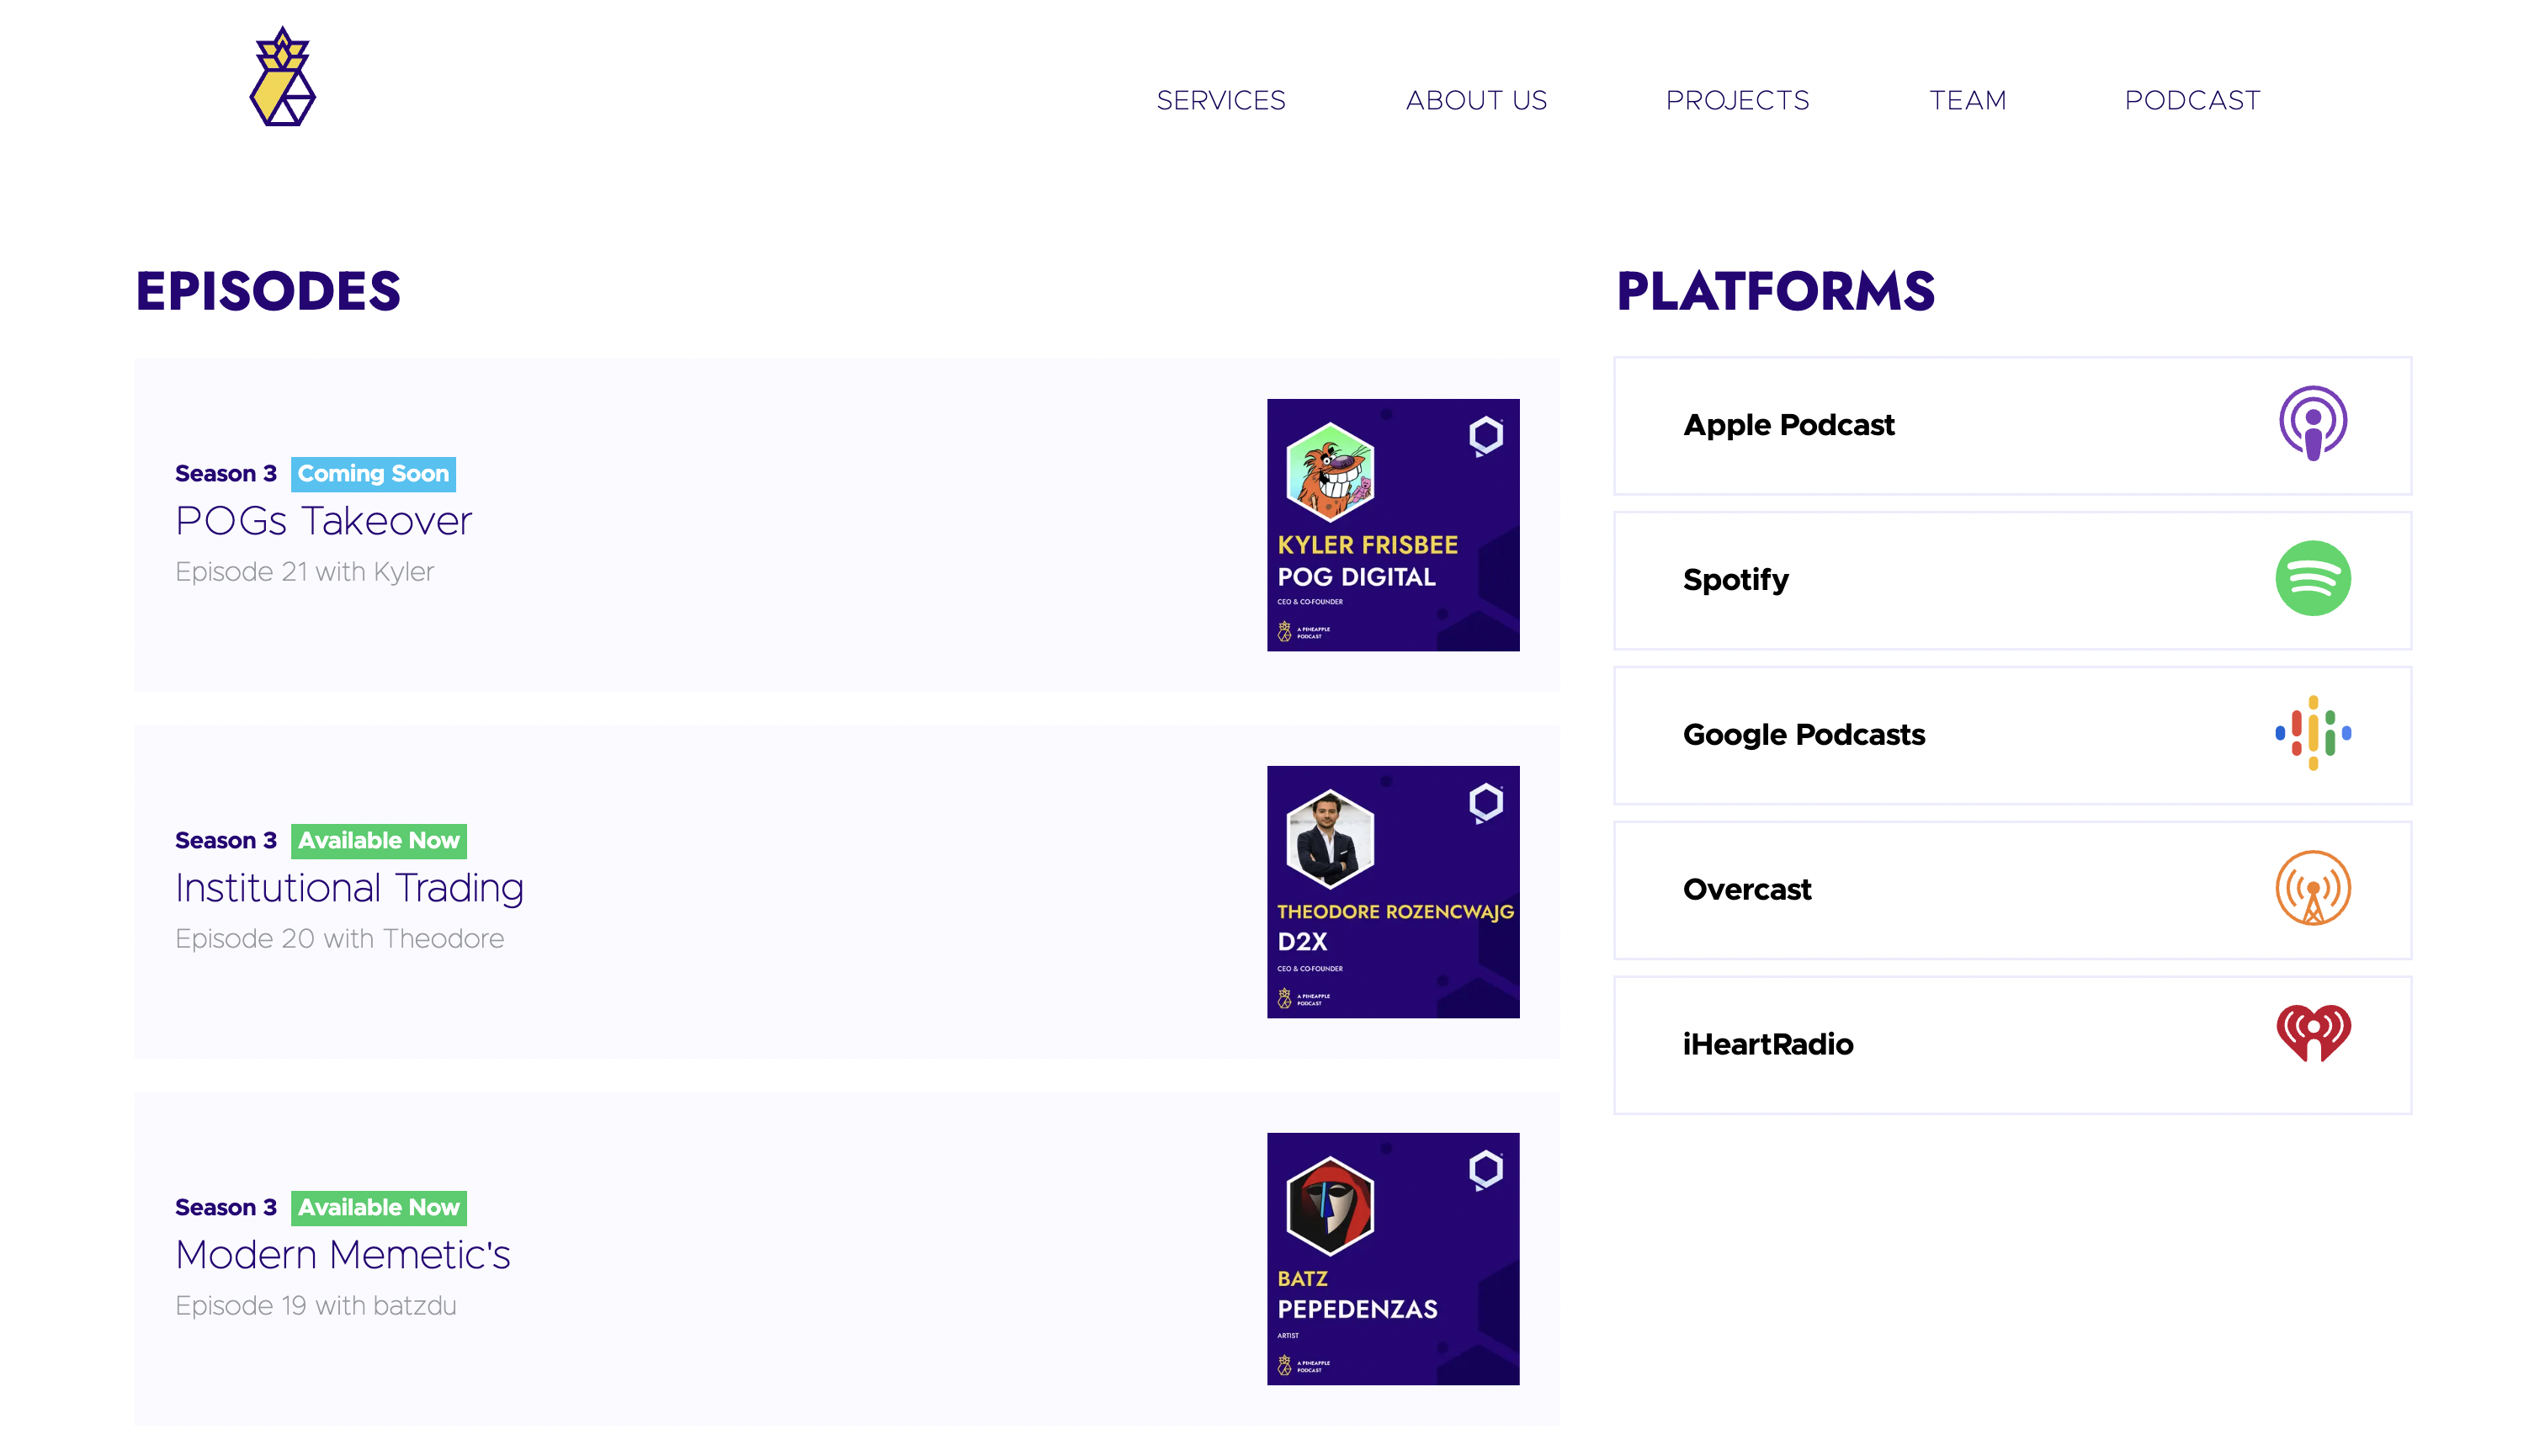 SERVICES
ABOUT US
PROJECTS
TEAM
PODCAST
EPISODES
Season 3 Coming Soon
POGs Takeover
Episode 21 with Kyler
KYLER FRISBEE
POG DIGITAL
CEO & CO-FOUNDER
A PINEAPPLE
PODCAST
Season 3 Available Now
Institutional Trading
Episode 20 with Theodore
THEODORE ROZENCWAJG
D2X
CEO & CO-FOUNDER
A PINEAPPLE
PODCAST
Season 3 Available Now
Modern Memetic's
Episode 19 with batzdu
BATZ
PEPEDENZAS
ARTIST
A PINEAPPLE
PODCAST
PLATFORMS
Apple Podcast
Spotify
Google Podcasts
Overcast
iHeartRadio